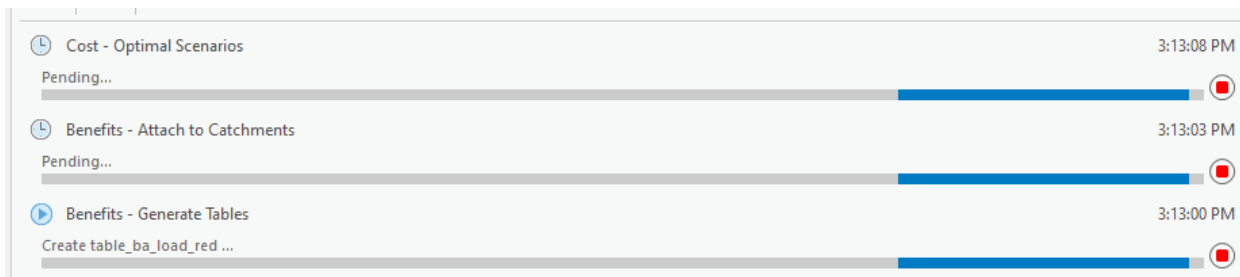 Cost - Optimal Scenarios 3:13:08 PM
Pending...
Benefits - Attach to Catchments 3:13:03 PM
Pending...
Benefits - Generate Tables 3:13:00 PM
Create table_ba_load_red ...